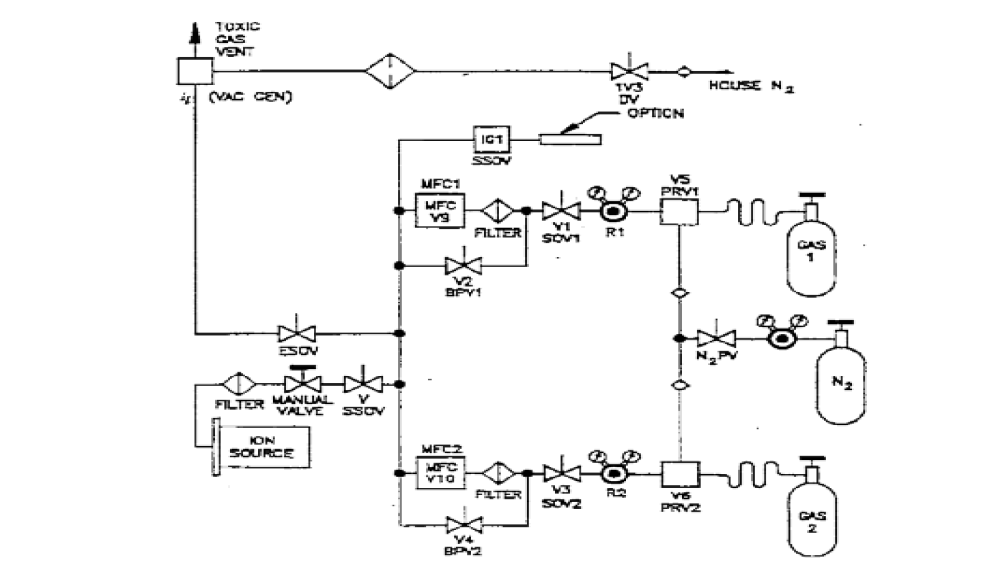 TOXIC
GAS
VENT
(VAC GEN)
1V3
DV
HOUSE N2
OPTION
IG1
SSOV
MFC1
MFC
V9
FILTER
V1
SOV1
R1
V5
PRV1
GAS
1
V2
BPV1
ESOV
N2PV
N2
FILTER
MANUAL
VALVE
V
SSOV
ION
SOURCE
MFC2
MFC
V10
FILTER
V3
SOV2
R2
V6
PRV2
GAS
2
V4
BPV2